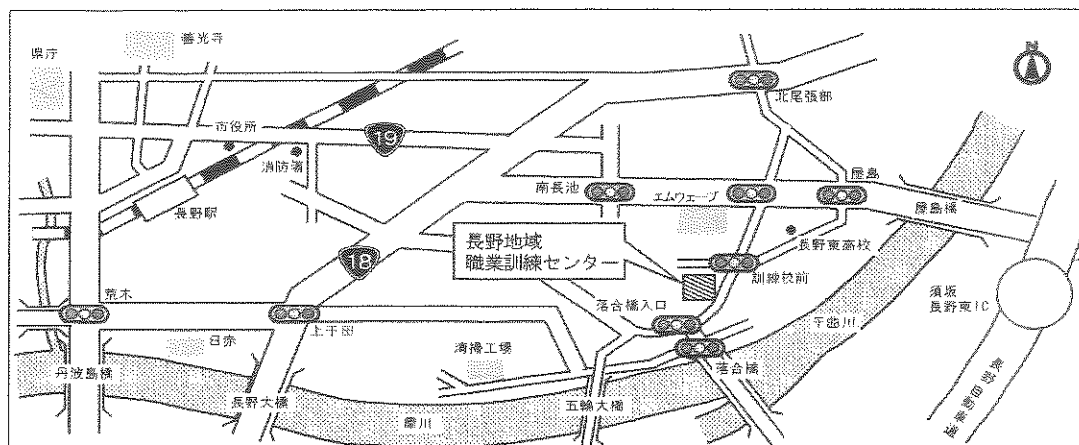 善光寺
県庁
N
北尾張部
市役所
19
消防署
南長池
エムウェーブ
屋島
屋島橋
長野駅
長野東高校
長野地域
職業訓練センター
18
訓練校前
須坂
長野東IC
荒木
落合橋入口
千曲川
上千田
日赤
清掃工場
丹波島橋
長野大橋
落合橋
五輪大橋
犀川
長野自動車道